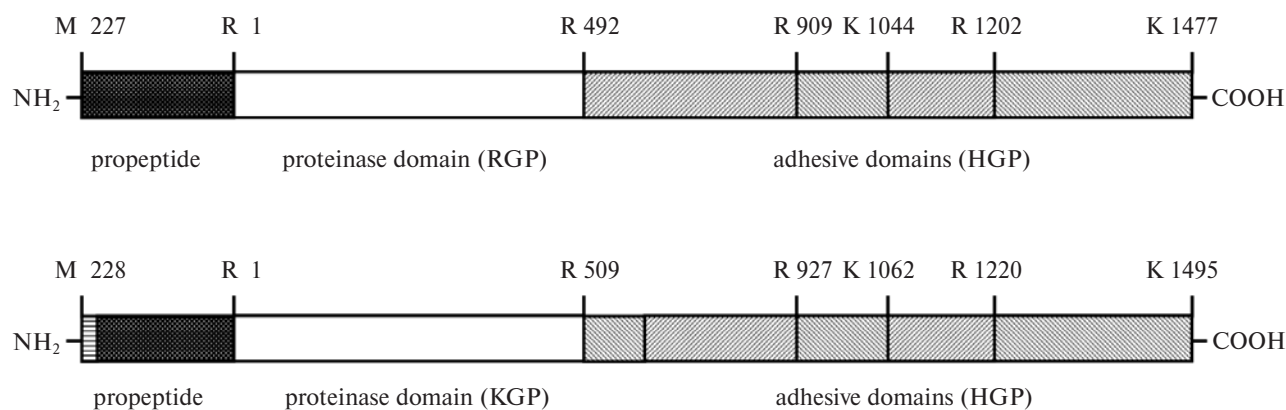 M 227 R 1 R 492 R 909 K 1044 R 1202 K 1477
NH₂ COOH
propeptide proteinase domain (RGP) adhesive domains (HGP)
M 228 R 1 R 509 R 927 K 1062 R 1220 K 1495
NH₂ COOH
propeptide proteinase domain (KGP) adhesive domains (HGP)